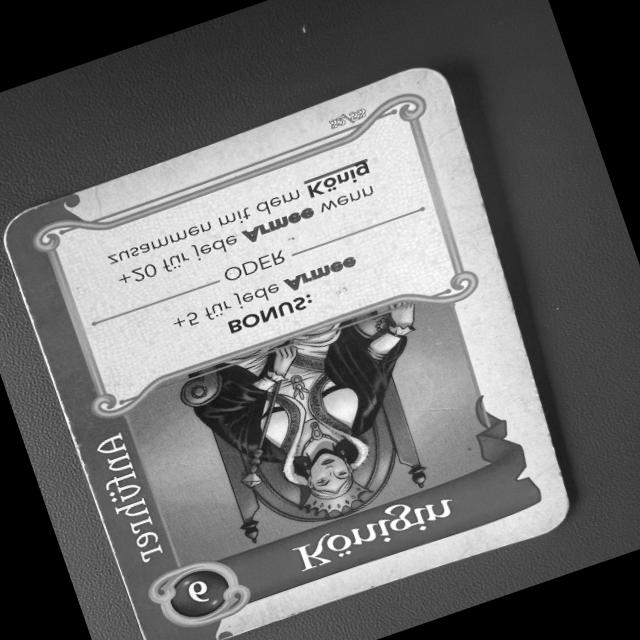 6
Königin
Anführer
BONUS:
+5 für jede Armee
ODER
+20 für jede Armee wenn
zusammen mit dem König